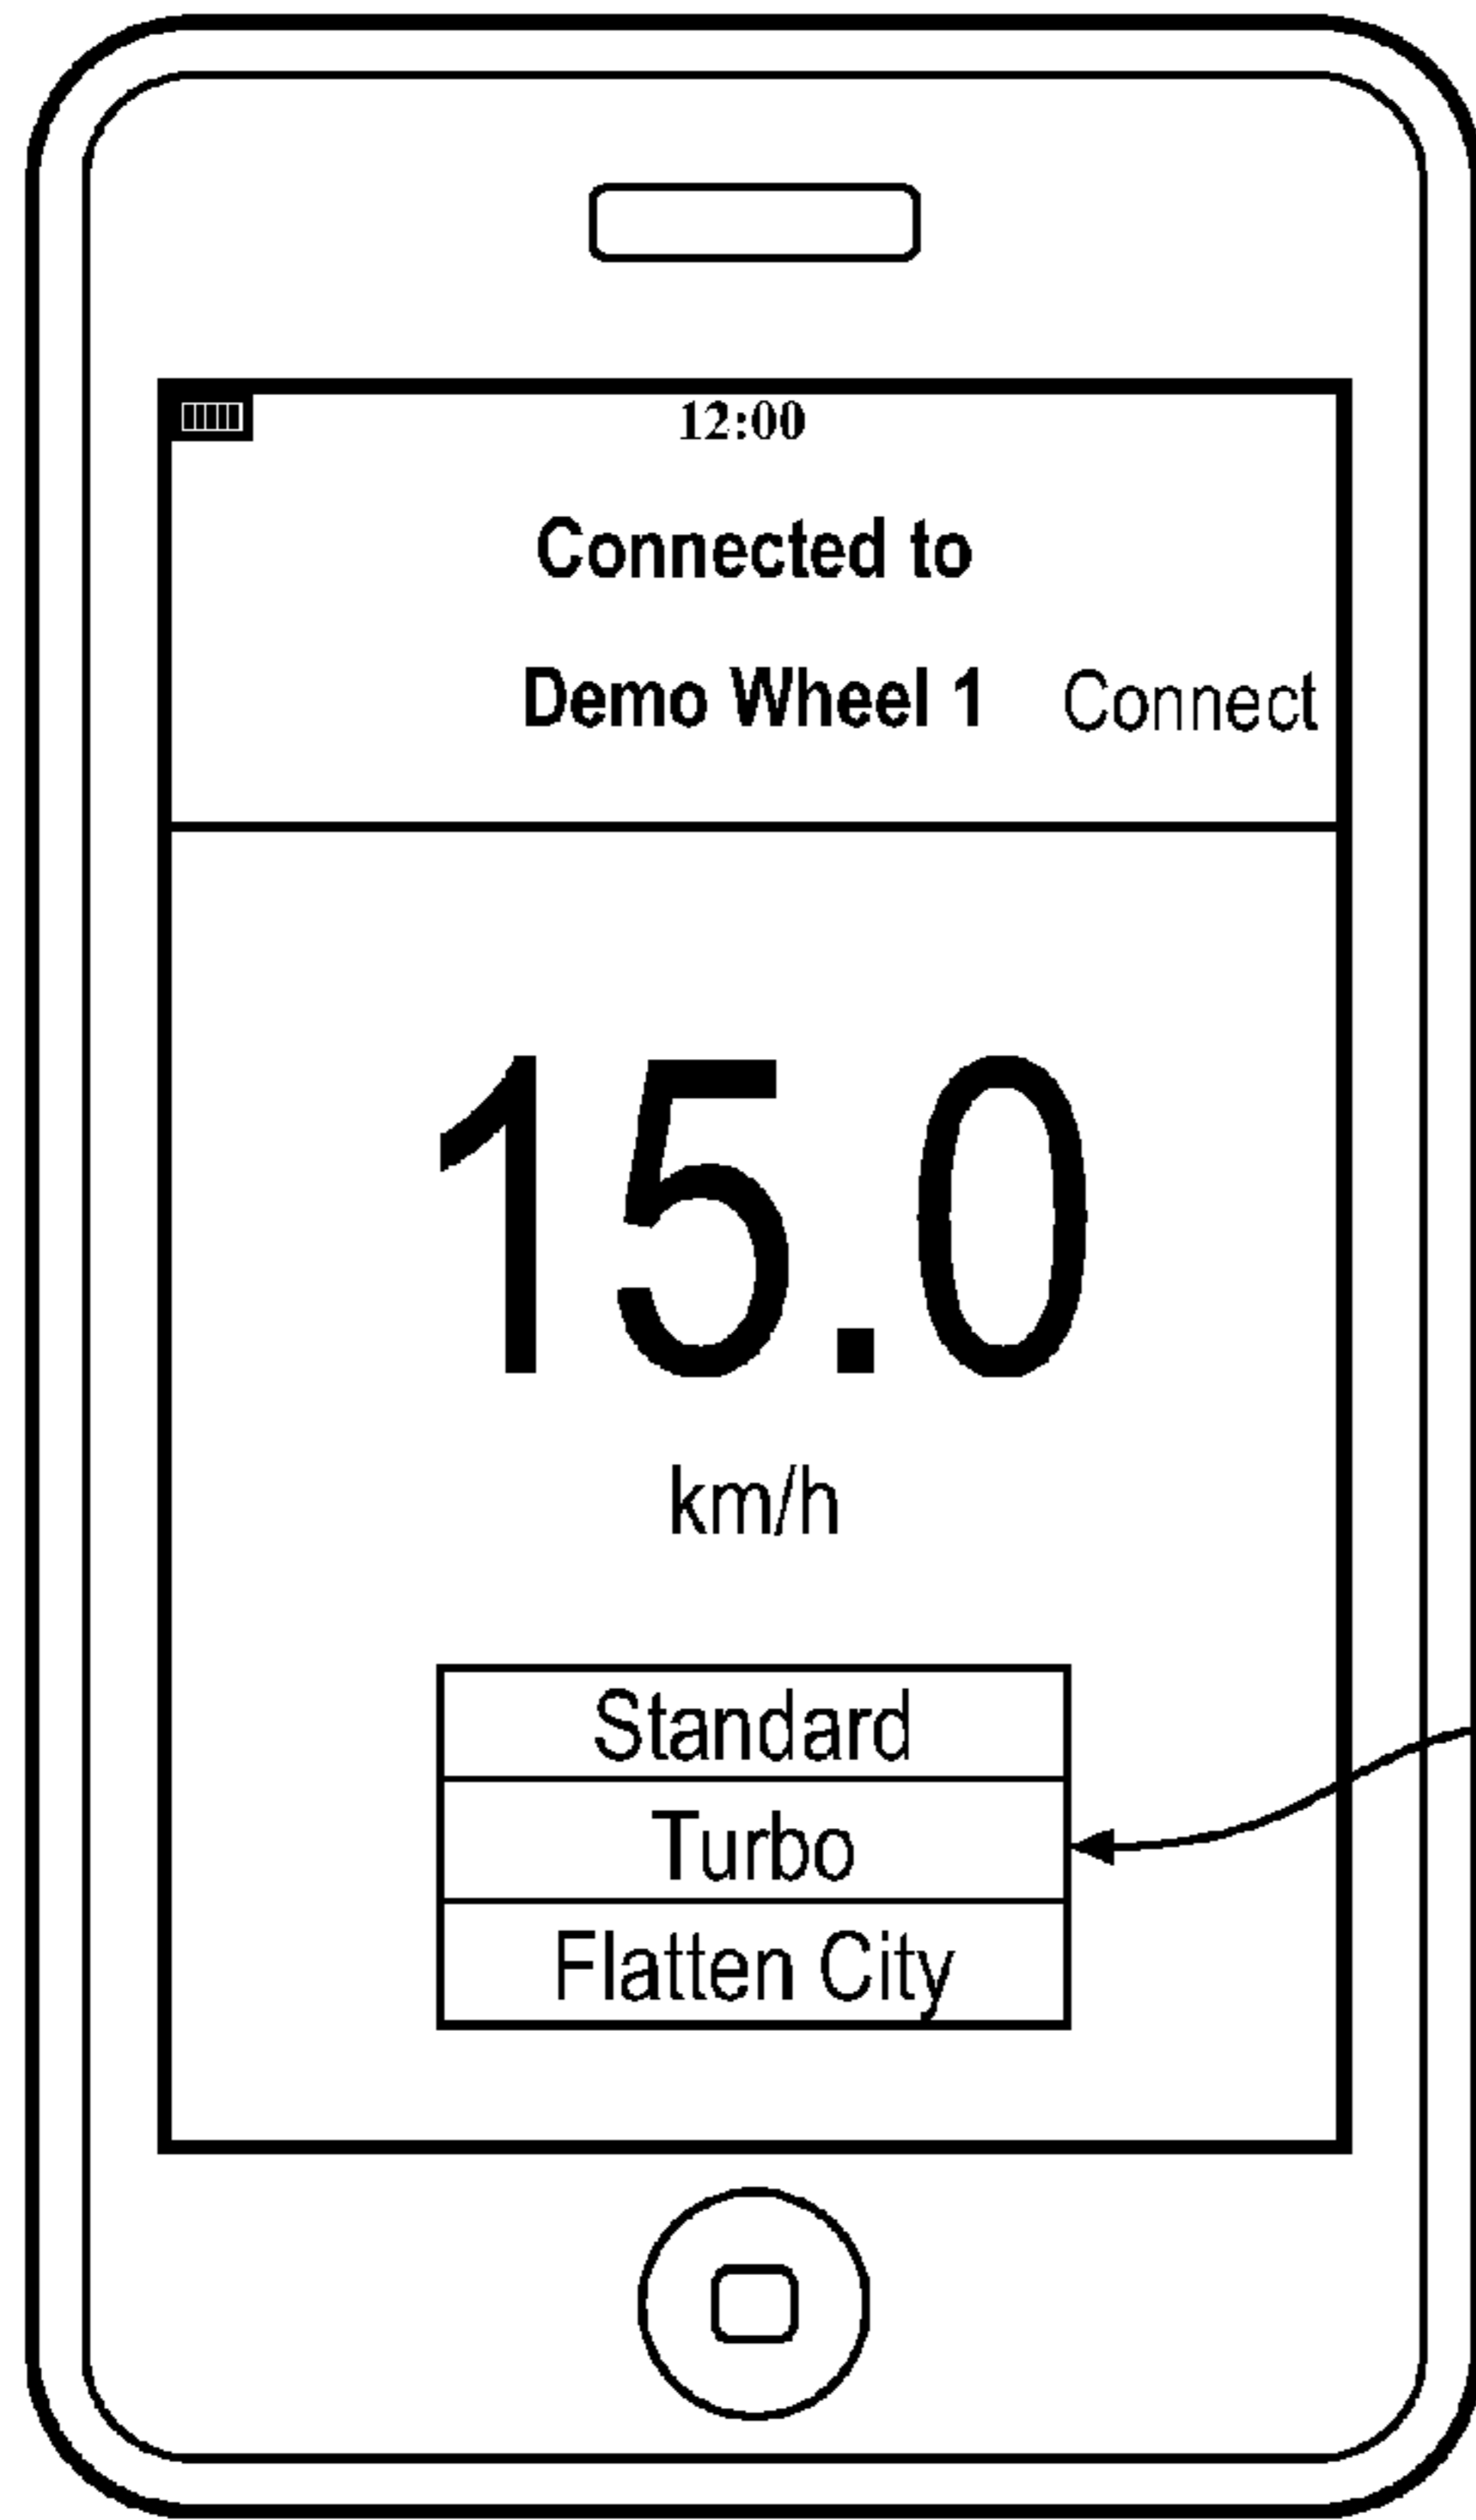 12:00
Connected to
Demo Wheel 1 Connect
15.0
km/h
Standard
Turbo
Flatten City